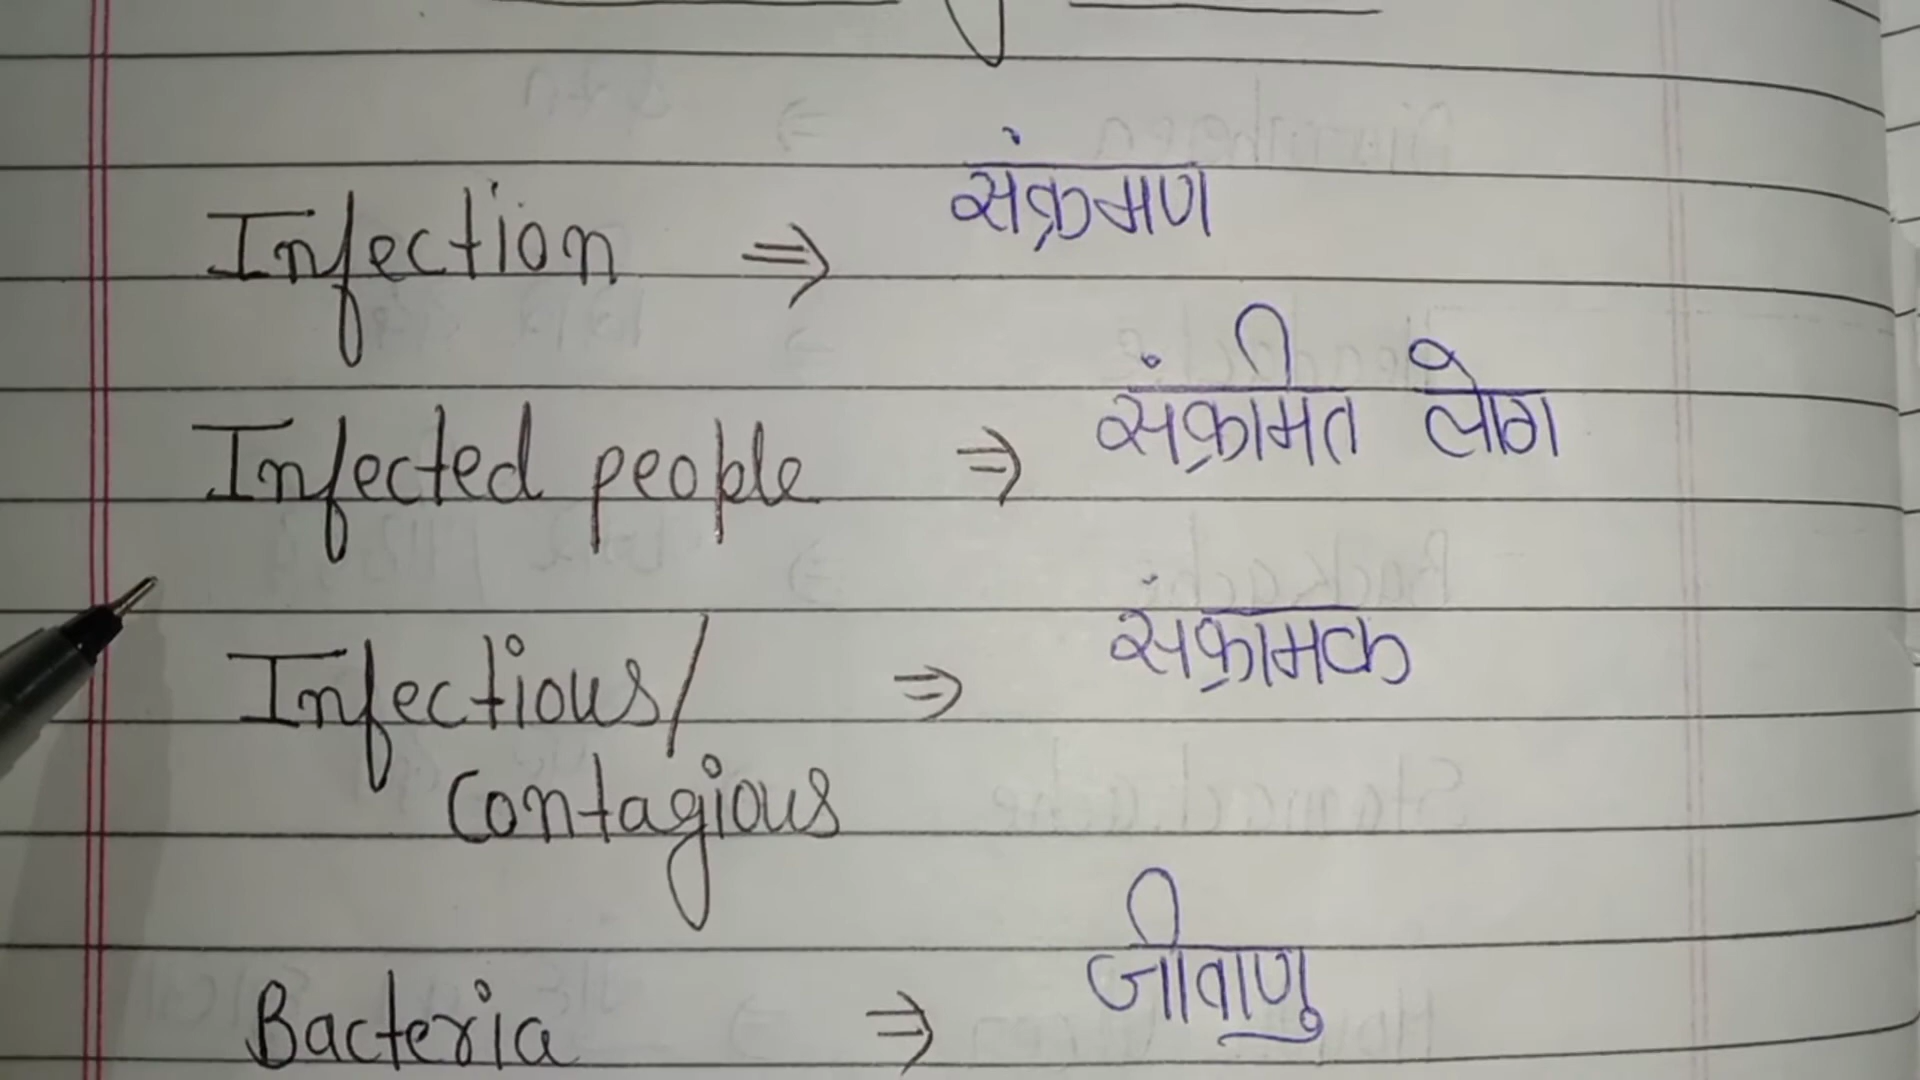 Infection ⇒ संक्रमण
Infected people ⇒ संक्रमित लोग
Infectious/ ⇒ संक्रामक
Contagious
Bacteria ⇒ जीवाणु